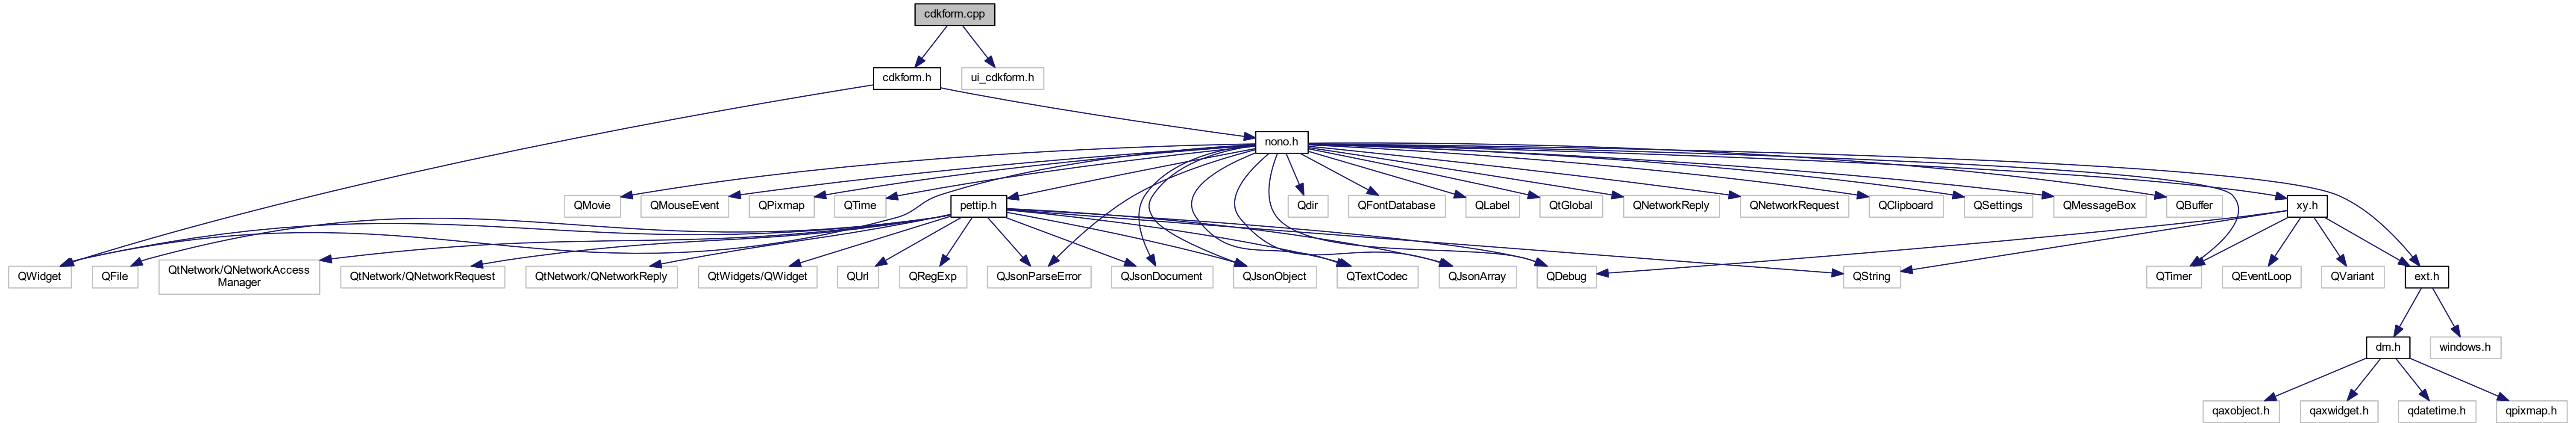 cdkform.cpp
cdkform.h
ui_cdkform.h
nono.h
QMovie
QMouseEvent
QPixmap
QTime
pettip.h
Qdir
QFontDatabase
QLabel
QtGlobal
QNetworkReply
QNetworkRequest
QClipboard
QSettings
QMessageBox
QBuffer
xy.h
QWidget
QFile
QtNetwork/QNetworkAccess
Manager
QtNetwork/QNetworkRequest
QtNetwork/QNetworkReply
QtWidgets/QWidget
QUrl
QRegExp
QJsonParseError
QJsonDocument
QJsonObject
QTextCodec
QJsonArray
QDebug
QString
QTimer
QEventLoop
QVariant
ext.h
dm.h
windows.h
qaxobject.h
qaxwidget.h
qdatetime.h
qpixmap.h